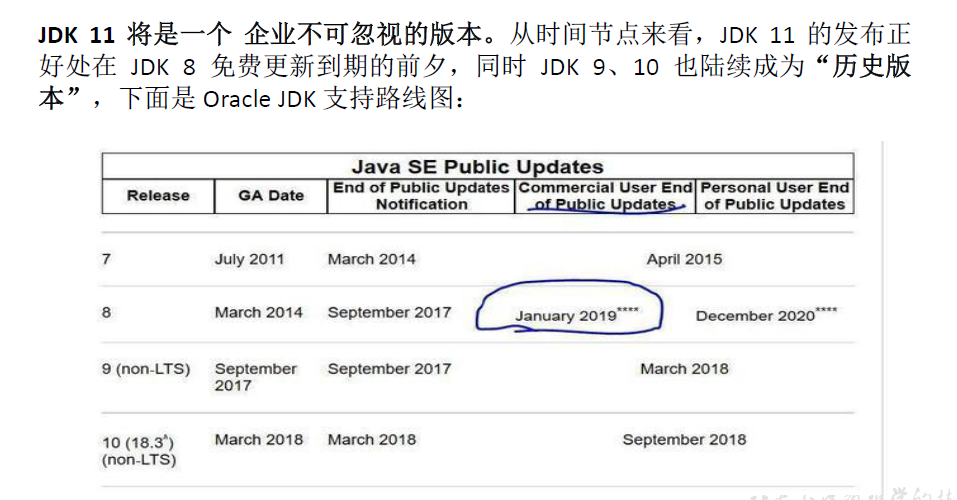 JDK 11 将是一个 企业不可忽视的版本。从时间节点来看，JDK 11 的发布正
好处在 JDK 8 免费更新到期的前夕，同时 JDK 9、10 也陆续成为“历史版
本”，下面是 Oracle JDK 支持路线图：
Java SE Public Updates
Release GA Date End of Public Updates Notification Commercial User End of Public Updates Personal User End of Public Updates
7 July 2011 March 2014 April 2015
8 March 2014 September 2017 January 2019**** December 2020****
9 (non-LTS) September 2017 September 2017 March 2018
10 (18.3^) (non-LTS) March 2018 March 2018 September 2018